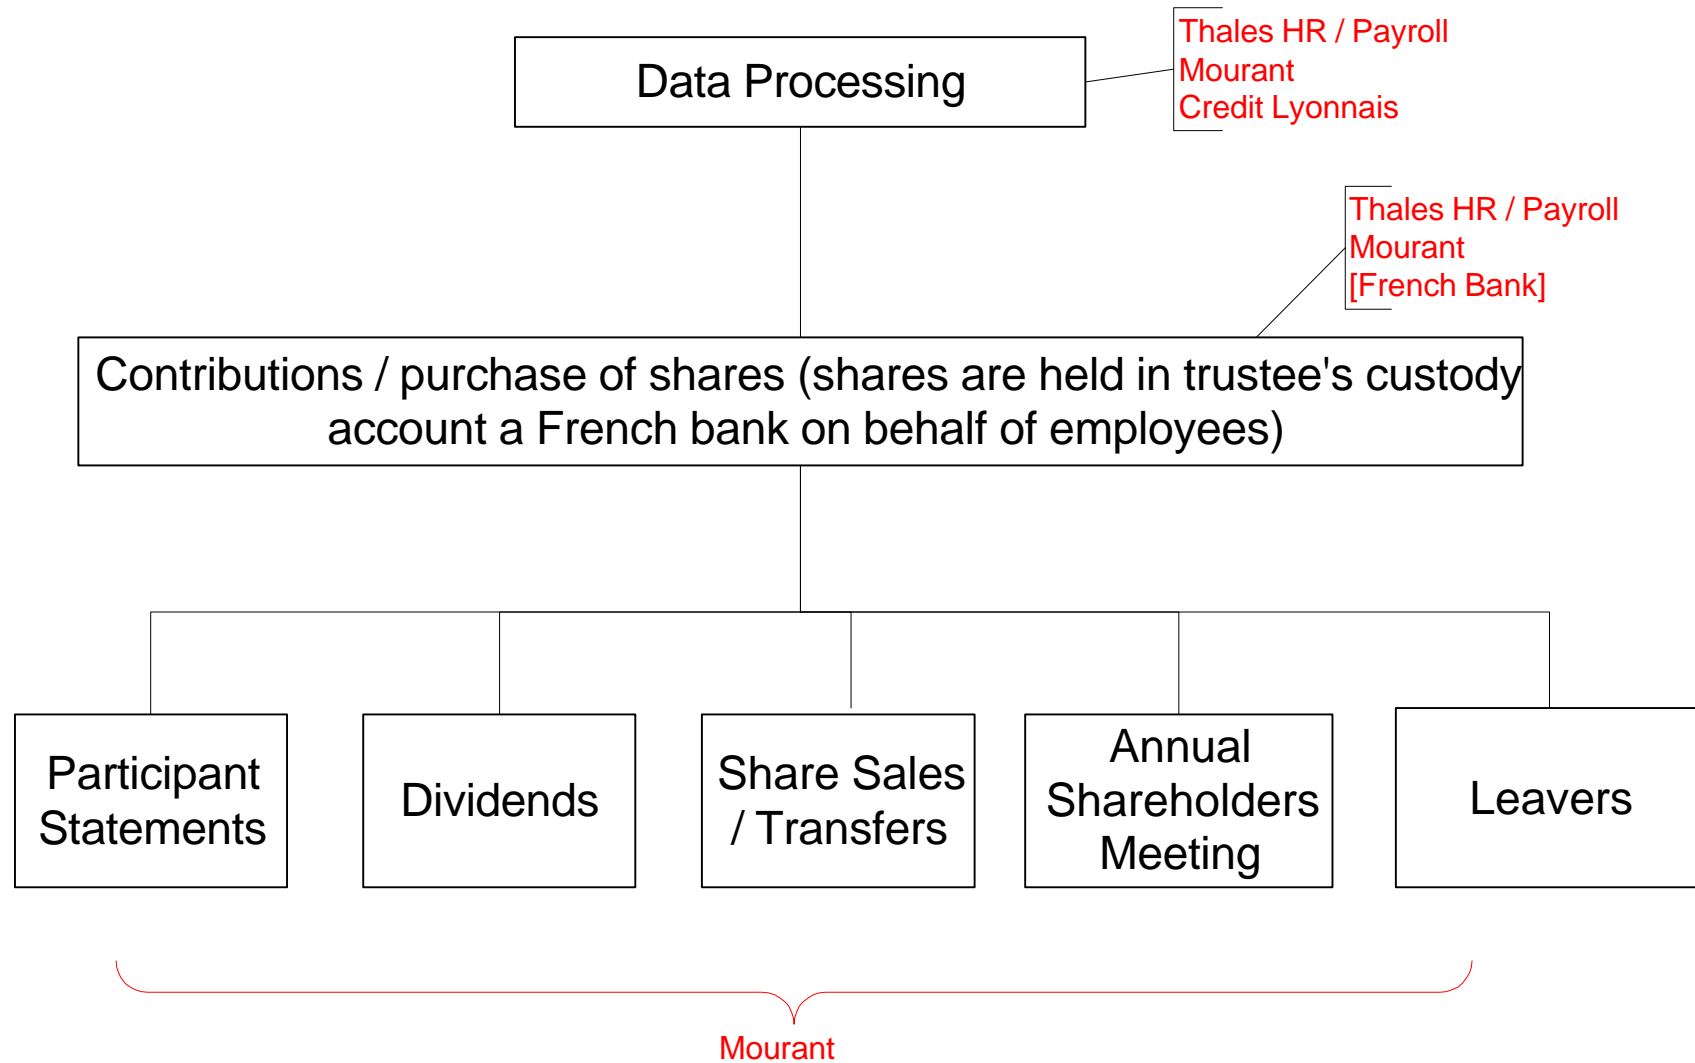 Data Processing
Thales HR / Payroll
Mourant
Credit Lyonnais
Thales HR / Payroll
Mourant
[French Bank]
Contributions / purchase of shares (shares are held in trustee's custody
account a French bank on behalf of employees)
Participant
Statements
Dividends
Share Sales
/ Transfers
Annual
Shareholders
Meeting
Leavers
Mourant